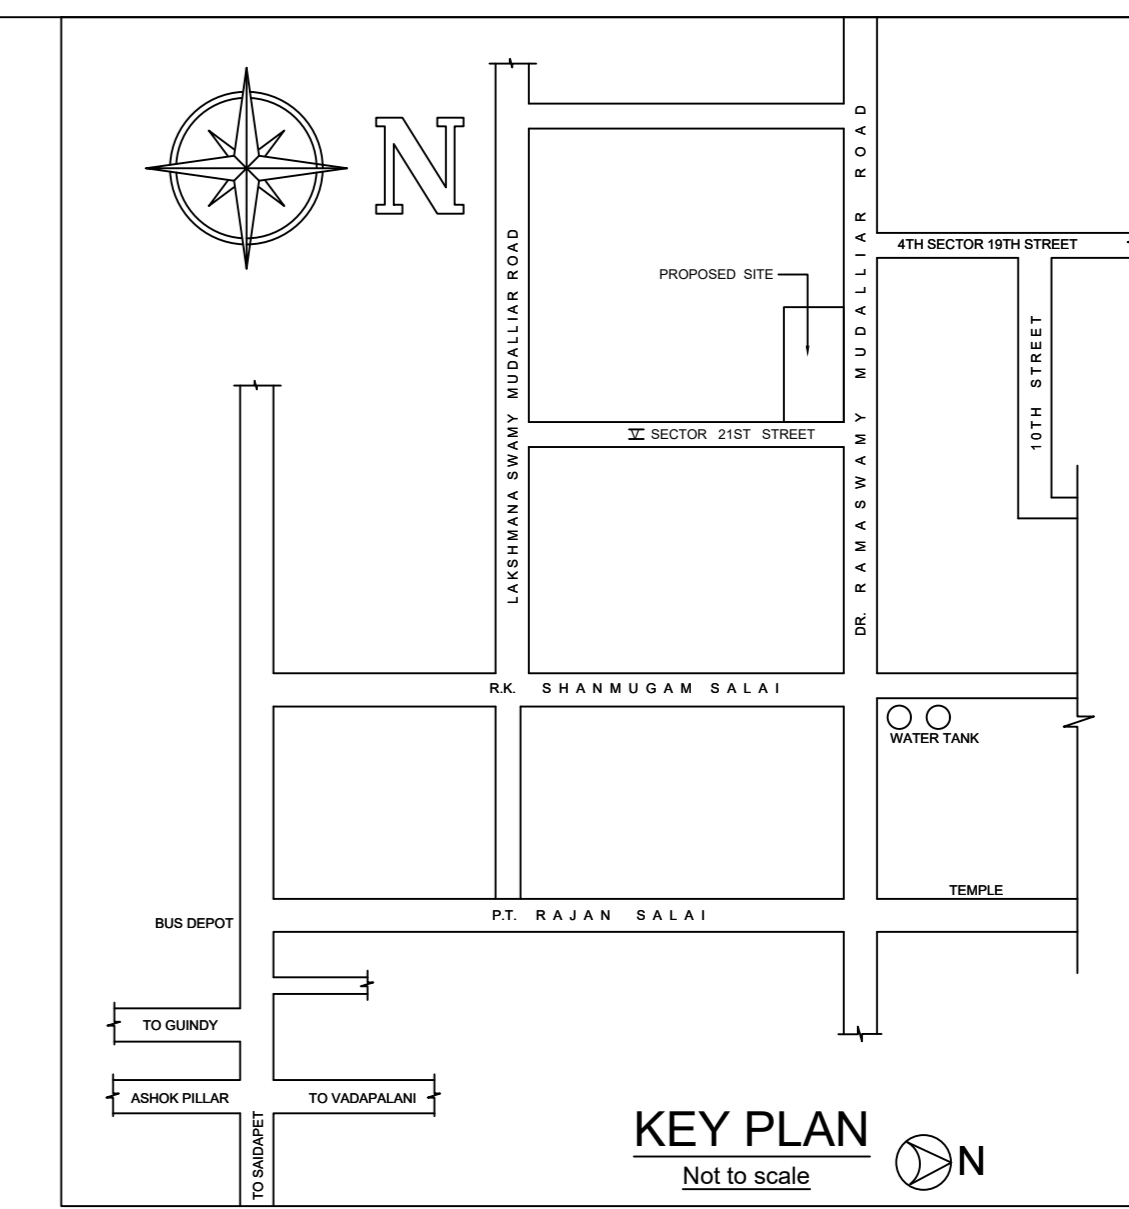 N
DR. RAMASWAMY MUDALLIAR ROAD
4TH SECTOR 19TH STREET
LAKSHMANA SWAMY MUDALLIAR ROAD
PROPOSED SITE
10TH STREET
V SECTOR 21ST STREET
R.K. SHANMUGAM SALAI
WATER TANK
TEMPLE
P.T. RAJAN SALAI
BUS DEPOT
TO GUINDY
ASHOK PILLAR
TO VADAPALANI
TO SAIDAPET
KEY PLAN
Not to scale
N